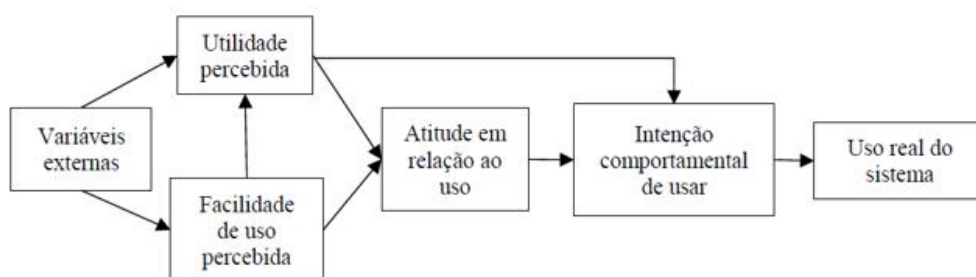 Utilidade
percebida
Variáveis
externas
Facilidade
de uso
percebida
Atitude em
relação ao
uso
Intenção
comportamental
de usar
Uso real do
sistema